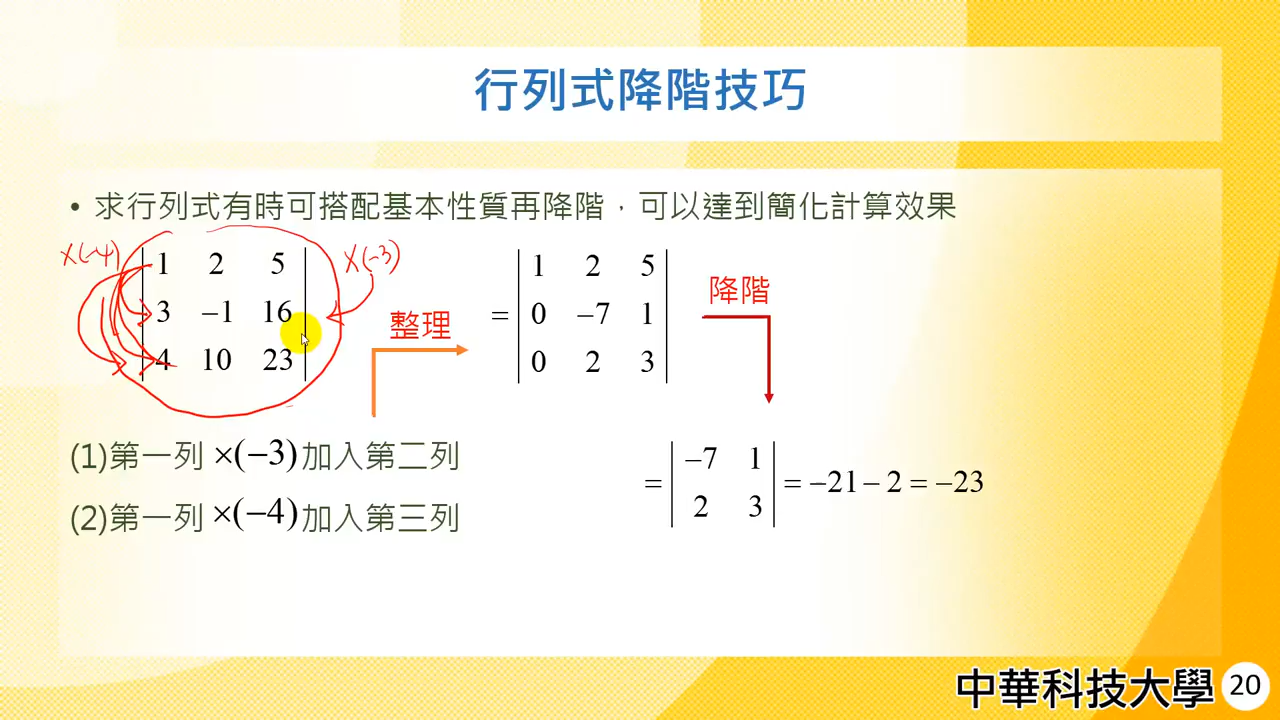 行列式降階技巧
• 求行列式有時可搭配基本性質再降階，可以達到簡化計算效果
×(-4)
×(-3)
| 1 2 5 |
| 3 −1 16 |
| 4 10 23 |
整理
= | 1 2 5 |
| 0 −7 1 |
| 0 2 3 |
降階
(1)第一列 ×(−3)加入第二列
(2)第一列 ×(−4)加入第三列
= | −7 1 |
| 2 3 | = −21 − 2 = −23
中華科技大學 20